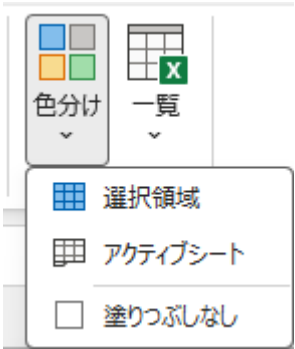 色分け
一覧
選択領域
アクティブシート
塗りつぶしなし